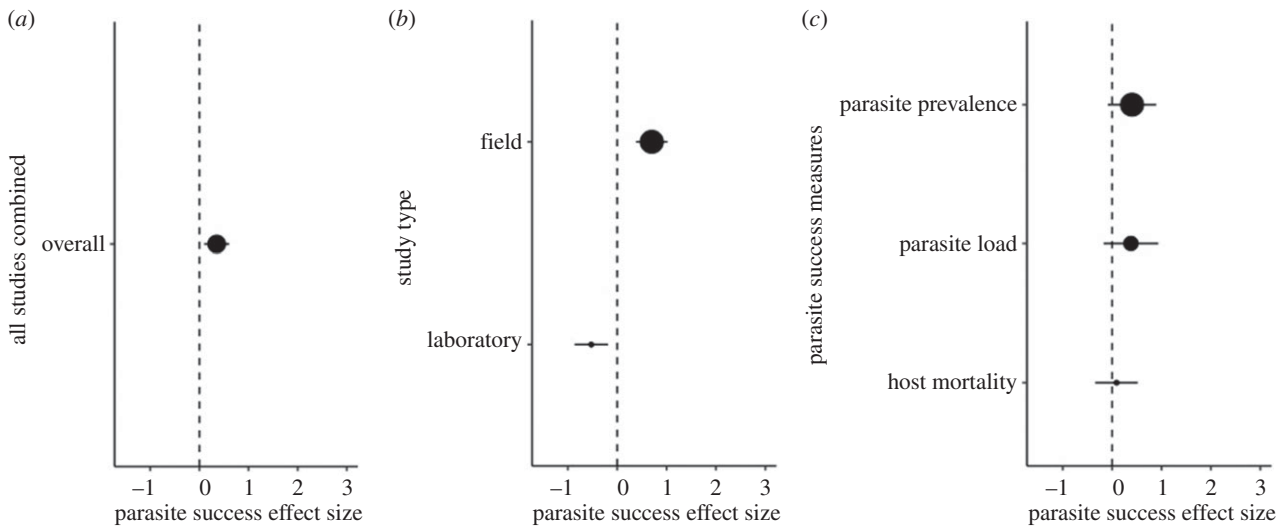 (a)
all studies combined
overall
–1 0 1 2 3
parasite success effect size
(b)
study type
field
laboratory
–1 0 1 2 3
parasite success effect size
(c)
parasite success measures
parasite prevalence
parasite load
host mortality
–1 0 1 2 3
parasite success effect size